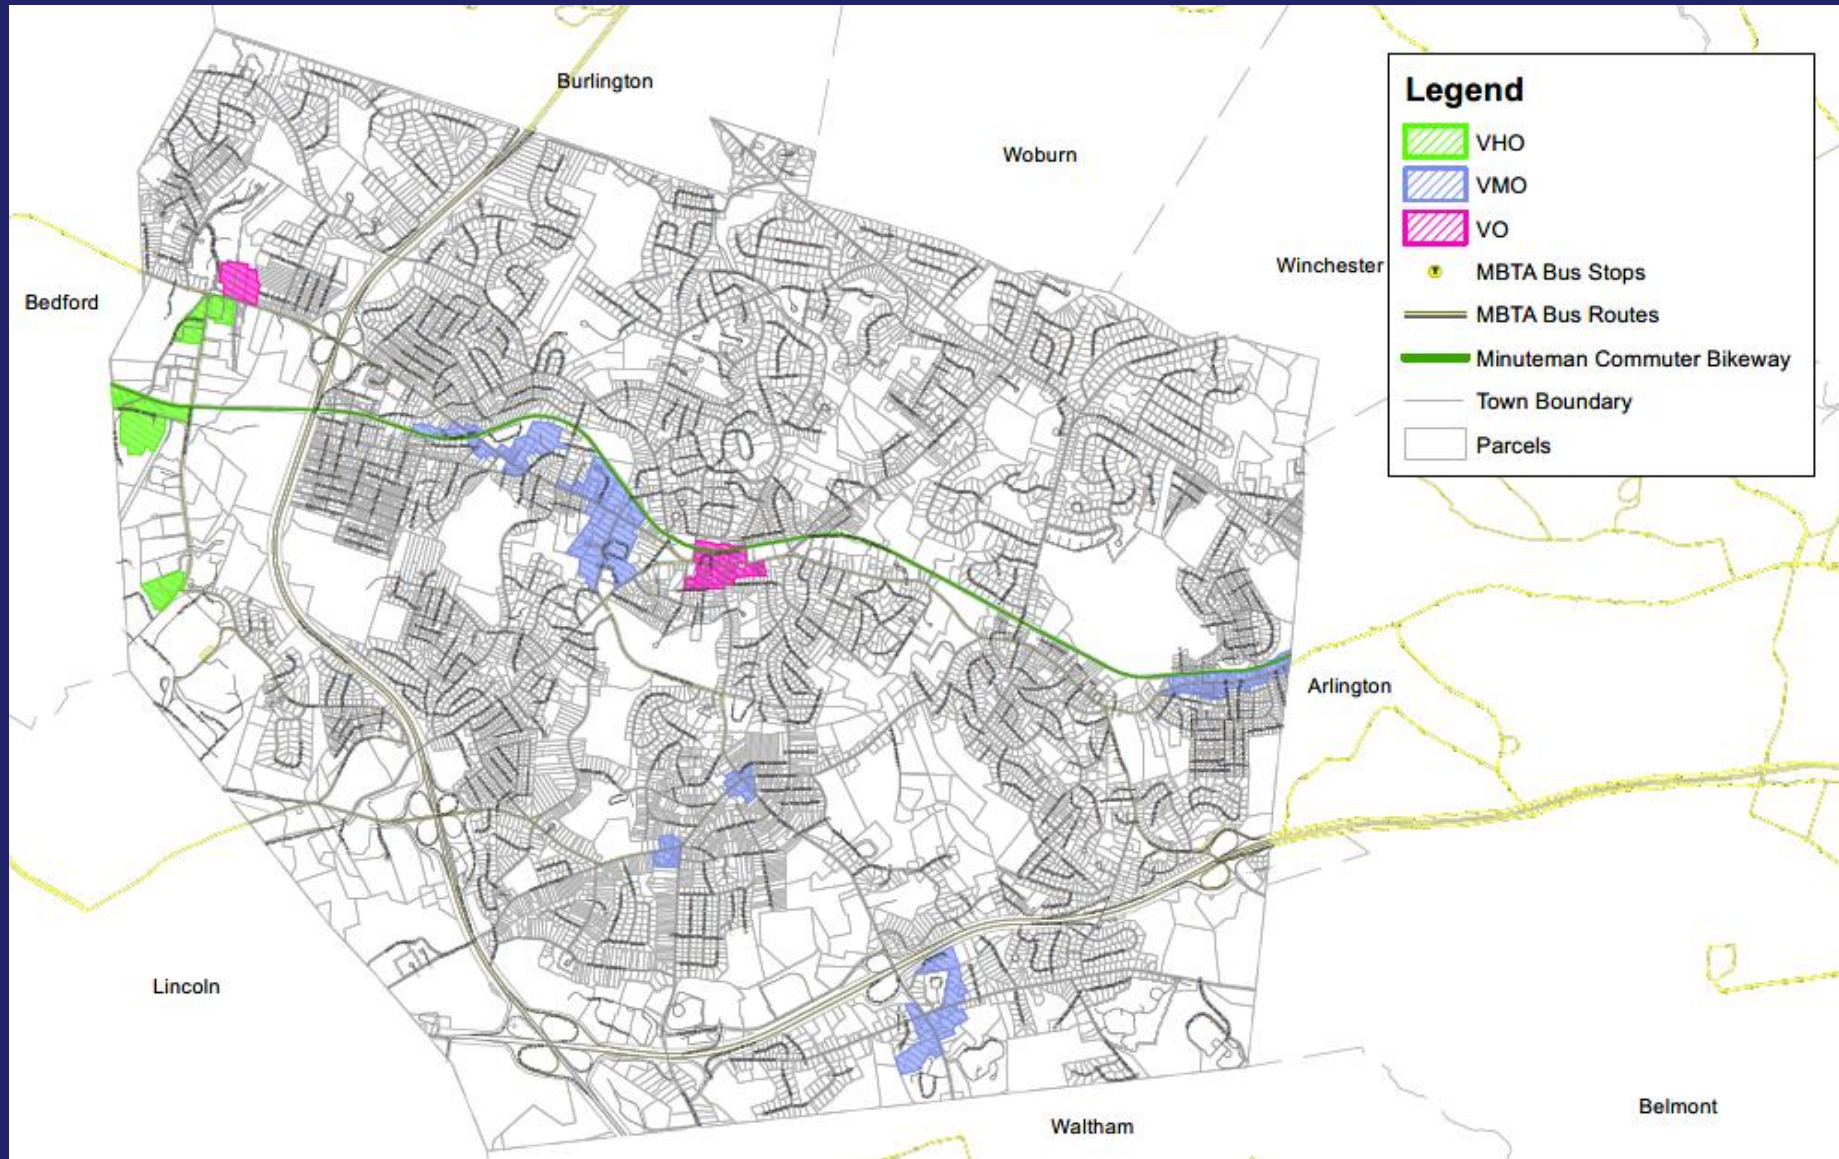 Burlington
Woburn
Winchester
Bedford
Arlington
Lincoln
Waltham
Belmont
Legend
VHO
VMO
VO
MBTA Bus Stops
MBTA Bus Routes
Minuteman Commuter Bikeway
Town Boundary
Parcels